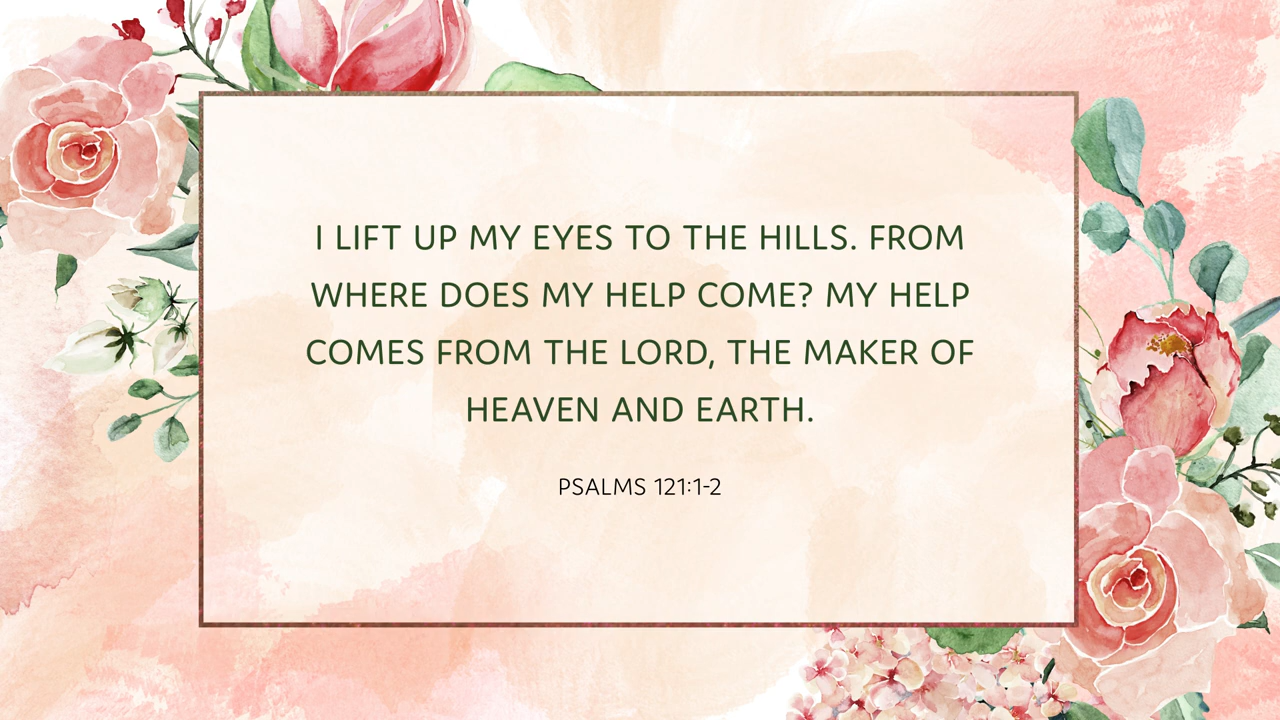 I LIFT UP MY EYES TO THE HILLS. FROM
WHERE DOES MY HELP COME? MY HELP
COMES FROM THE LORD, THE MAKER OF
HEAVEN AND EARTH.
PSALMS 121:1-2